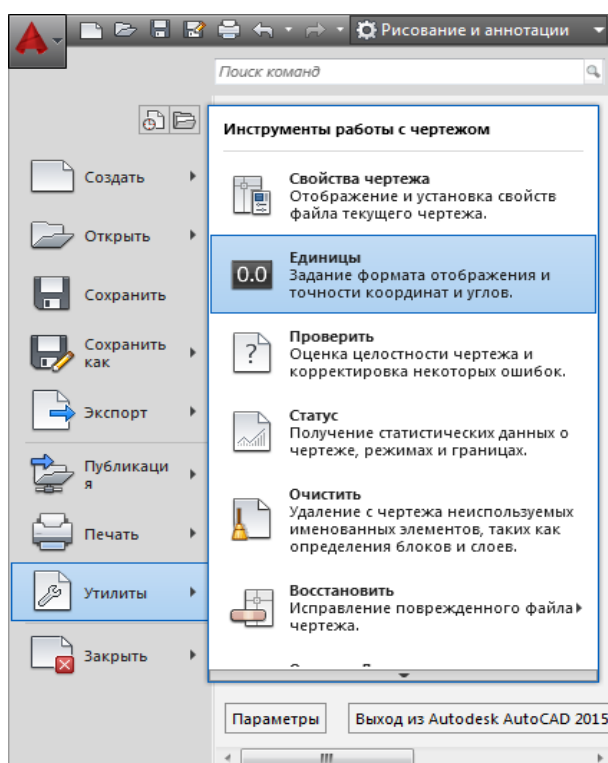 Рисование и аннотации
Поиск команд
Инструменты работы с чертежом
Создать
Открыть
Сохранить
Сохранить
как
Экспорт
Публикаци
я
Печать
Утилиты
Закрыть
Свойства чертежа
Отображение и установка свойств
файла текущего чертежа.
0.0
Единицы
Задание формата отображения и
точности координат и углов.
?
Проверить
Оценка целостности чертежа и
корректировка некоторых ошибок.
Статус
Получение статистических данных о
чертеже, режимах и границах.
Очистить
Удаление с чертежа неиспользуемых
именованных элементов, таких как
определения блоков и слоев.
Восстановить
Исправление поврежденного файла
чертежа.
Параметры
Выход из Autodesk AutoCAD 2015